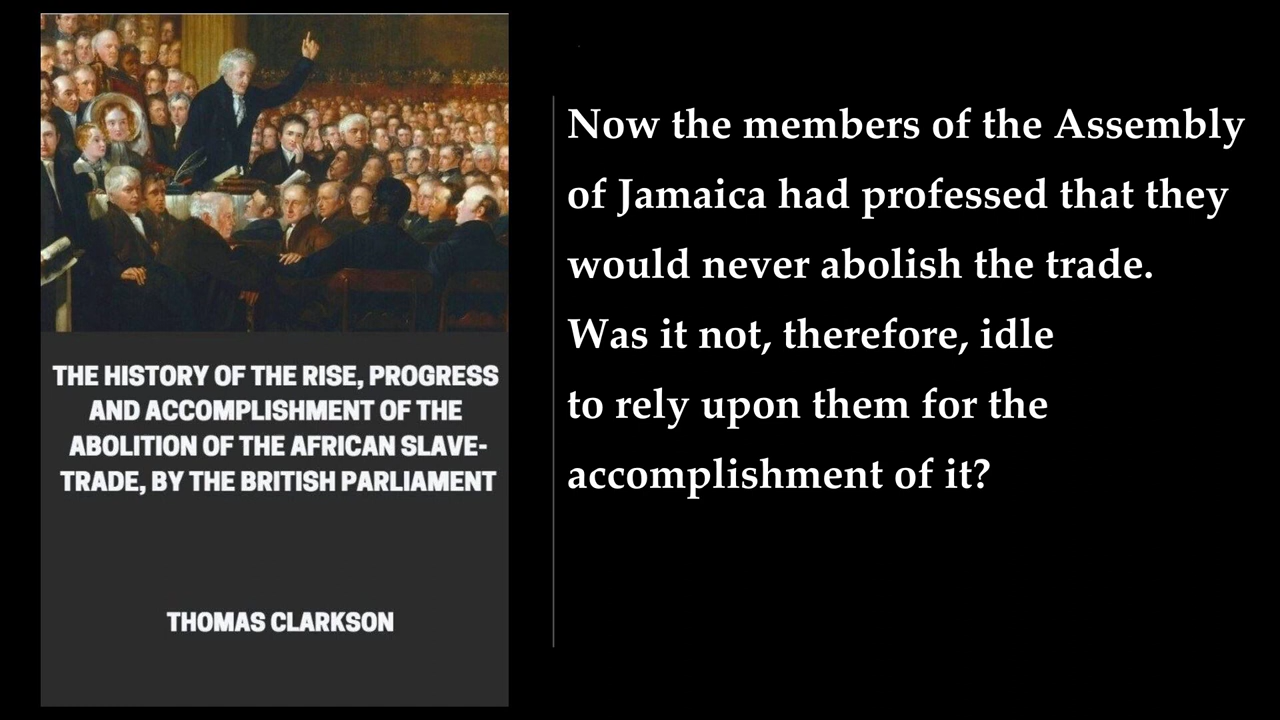 THE HISTORY OF THE RISE, PROGRESS
AND ACCOMPLISHMENT OF THE
ABOLITION OF THE AFRICAN SLAVE-
TRADE, BY THE BRITISH PARLIAMENT
THOMAS CLARKSON
Now the members of the Assembly
of Jamaica had professed that they
would never abolish the trade.
Was it not, therefore, idle
to rely upon them for the
accomplishment of it?